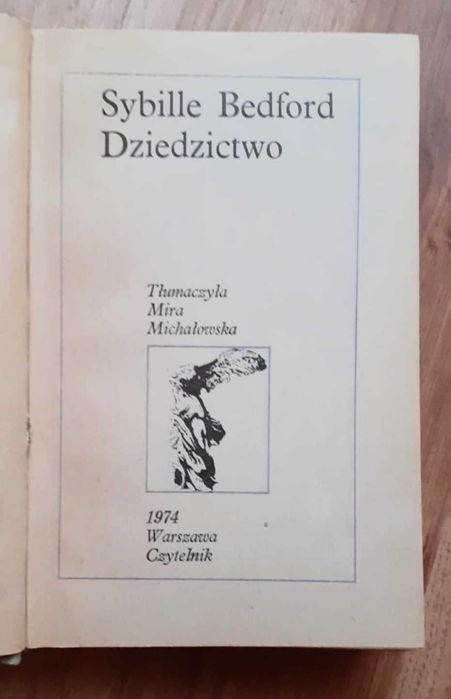 Sybille Bedford
Dziedzictwo
Tłumaczyła
Mira
Michałowska
1974
Warszawa
Czytelnik